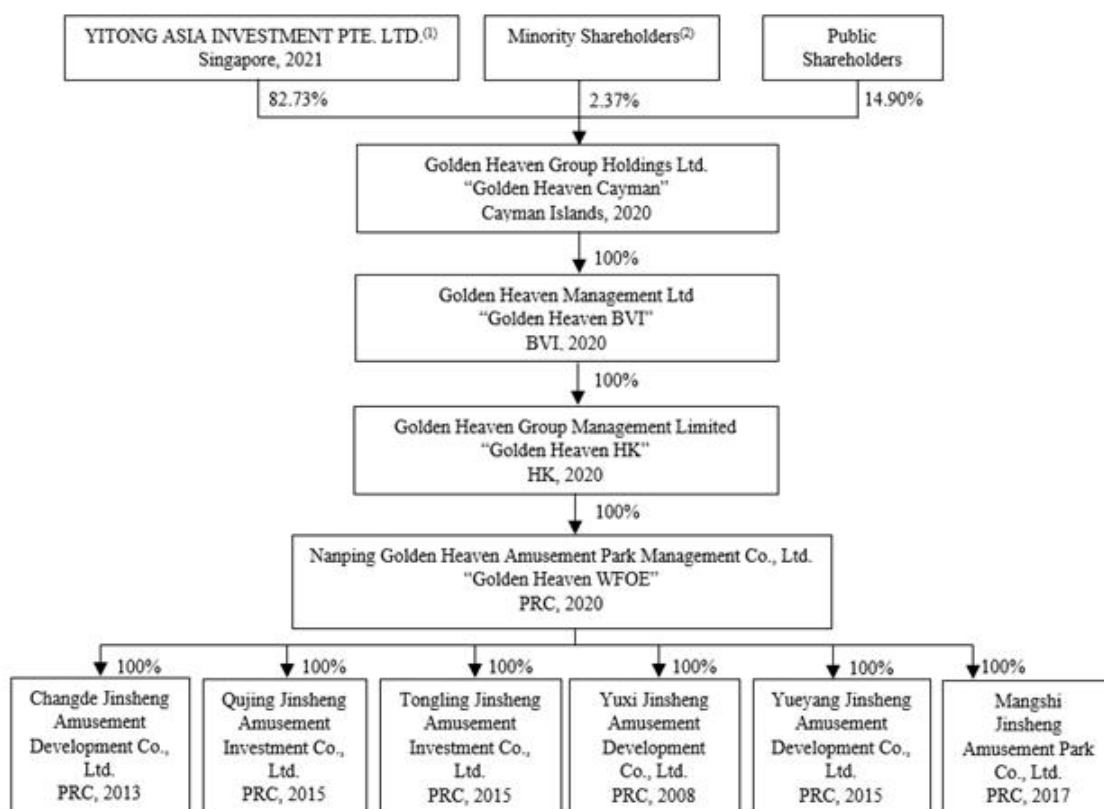 YITONG ASIA INVESTMENT PTE. LTD.(1)
Singapore, 2021
Minority Shareholders(2)
Public
Shareholders
82.73%
2.37%
14.90%
Golden Heaven Group Holdings Ltd.
“Golden Heaven Cayman”
Cayman Islands, 2020
100%
Golden Heaven Management Ltd
“Golden Heaven BVI”
BVI, 2020
100%
Golden Heaven Group Management Limited
“Golden Heaven HK”
HK, 2020
100%
Nanping Golden Heaven Amusement Park Management Co., Ltd.
“Golden Heaven WFOE”
PRC, 2020
100%
100%
100%
100%
100%
100%
Changde Jinsheng
Amusement
Development Co.,
Ltd.
PRC, 2013
Qujing Jinsheng
Amusement
Investment Co., Ltd.
PRC, 2015
Tongling Jinsheng
Amusement
Investment Co., Ltd.
PRC, 2015
Yuxi Jinsheng
Amusement
Development
Co., Ltd.
PRC, 2008
Yueyang Jinsheng
Amusement
Development Co., Ltd.
PRC, 2015
Mangshi
Jinsheng
Amusement Park
Co., Ltd.
PRC, 2017